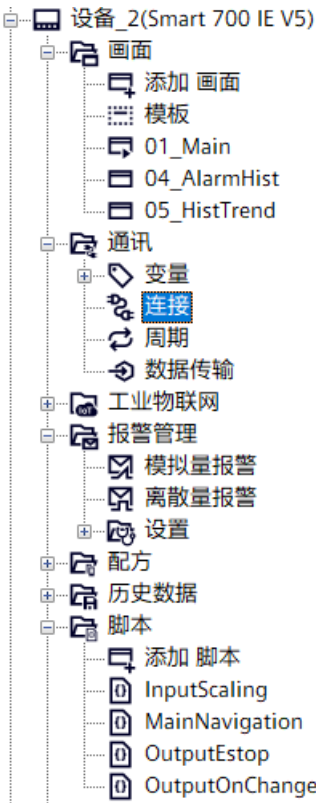 设备_2(Smart 700 IE V5)
画面
添加 画面
模板
01_Main
04_AlarmHist
05_HistTrend
通讯
变量
连接
周期
数据传输
工业物联网
报警管理
模拟量报警
离散量报警
设置
配方
历史数据
脚本
添加 脚本
InputScaling
MainNavigation
OutputEstop
OutputOnChange